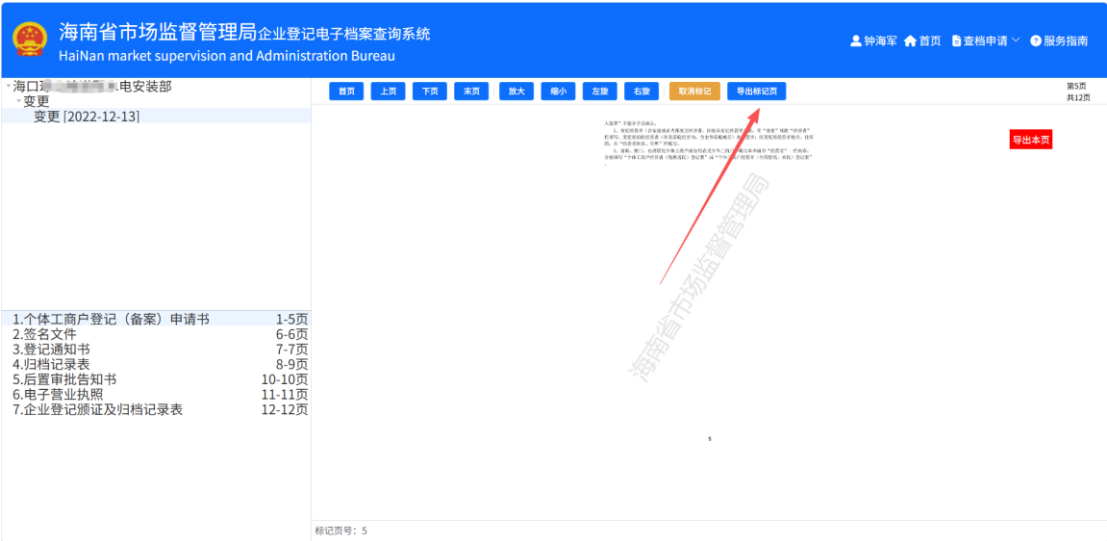 海南省市场监督管理局企业登记电子档案查询系统
HaiNan market supervision and Administration Bureau
钟海军 首页 查档申请 服务指南
海口 电安装部
变更
变更 [2022-12-13]
首页 上页 下页 末页 放大 缩小 左旋 右旋 取消标记 导出标记页
第5页
共12页
导出本页
海南省市场监督管理局
5
1.个体工商户登记（备案）申请书 1-5页
2.签名文件 6-6页
3.登记通知书 7-7页
4.归档记录表 8-9页
5.后置审批告知书 10-10页
6.电子营业执照 11-11页
7.企业登记颁证及归档记录表 12-12页
标记页号：5